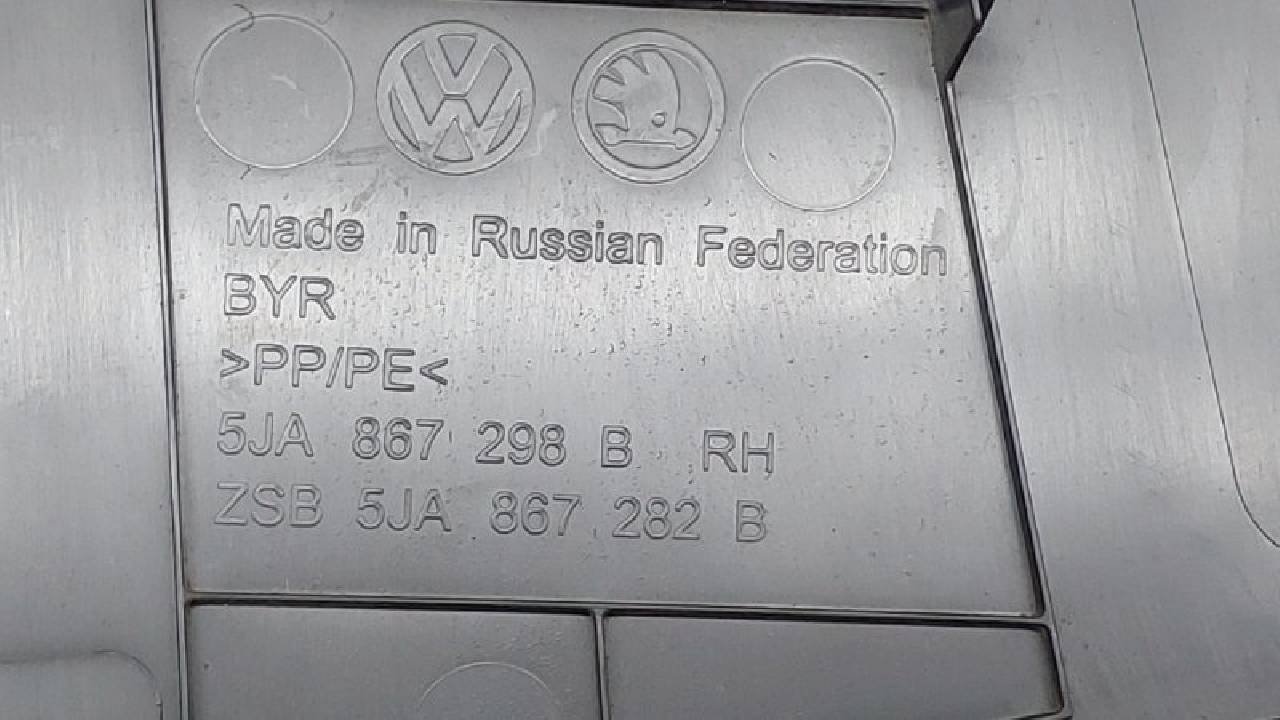 Made in Russian Federation
BYR
>PP/PE<
5JA 867 298 B RH
ZSB 5JA 867 282 B